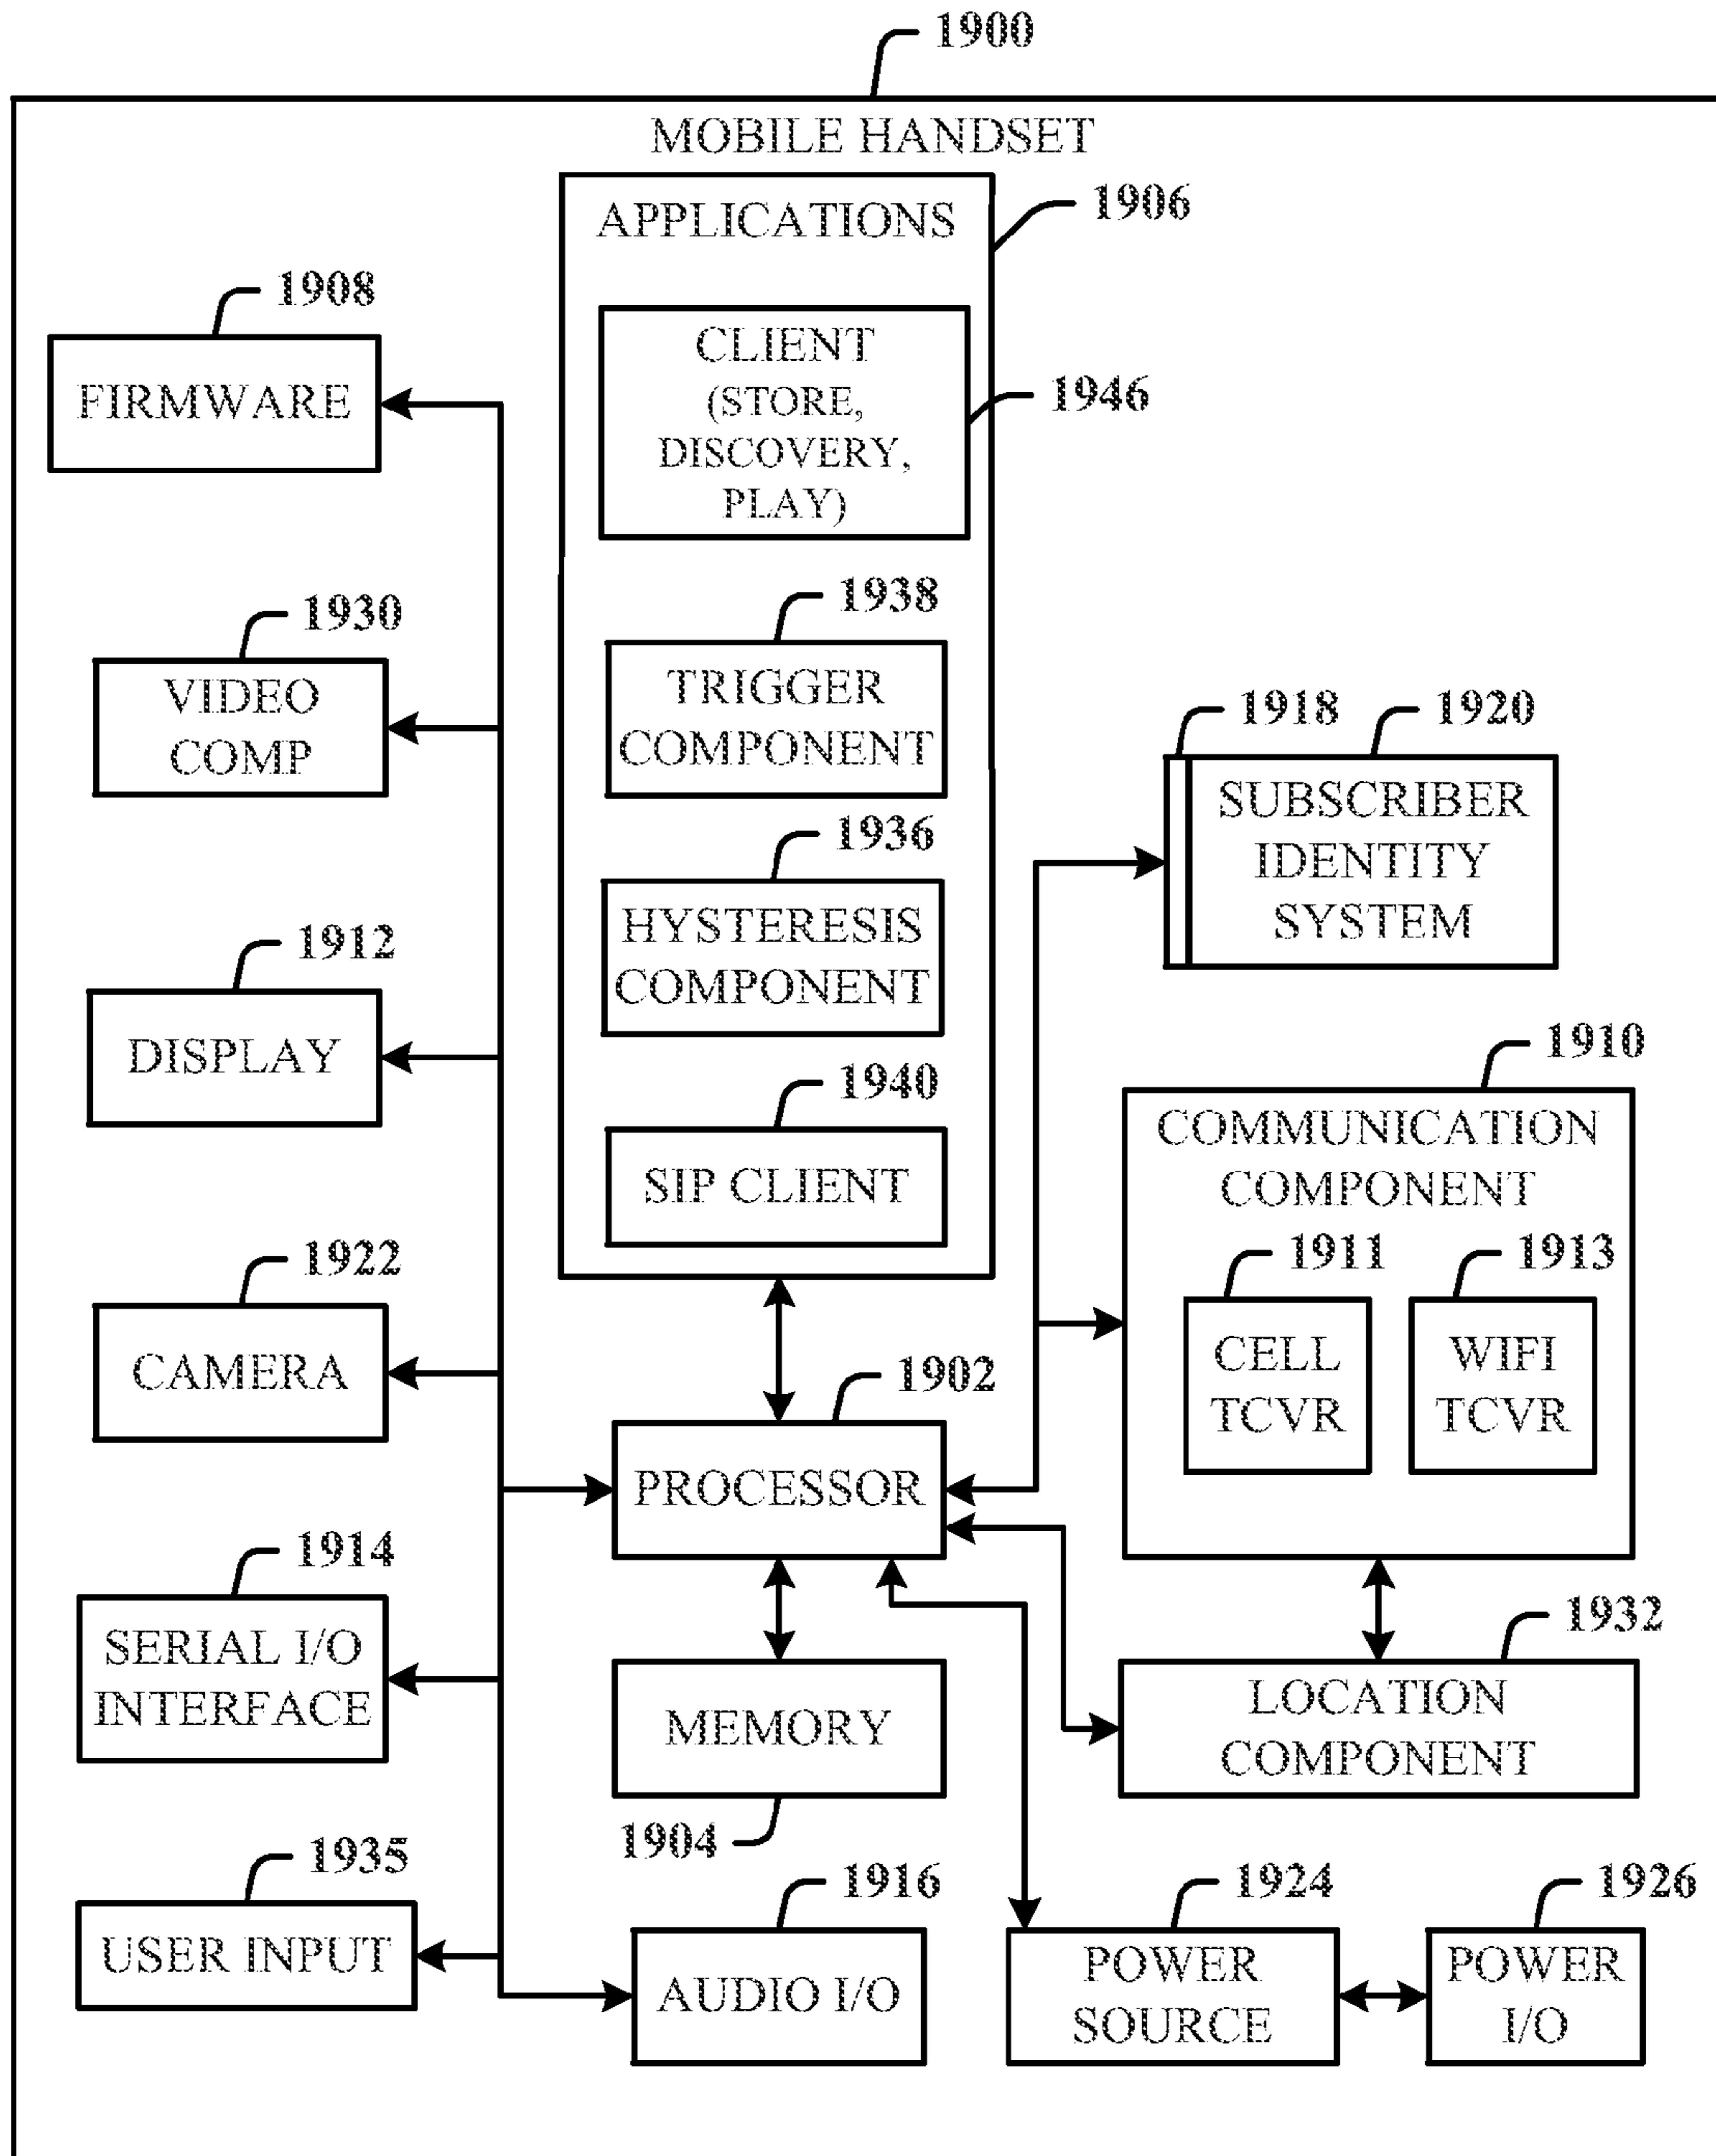 1900
MOBILE HANDSET
APPLICATIONS
1906
CLIENT
(STORE,
DISCOVERY,
PLAY)
1946
1938
TRIGGER
COMPONENT
1936
HYSTERESIS
COMPONENT
1940
SIP CLIENT
1908
FIRMWARE
1930
VIDEO
COMP
1912
DISPLAY
1922
CAMERA
1914
SERIAL I/O
INTERFACE
1935
USER INPUT
1902
PROCESSOR
MEMORY
1904
1916
AUDIO I/O
1918
1920
SUBSCRIBER
IDENTITY
SYSTEM
1910
COMMUNICATION
COMPONENT
1911
CELL
TCVR
1913
WIFI
TCVR
1932
LOCATION
COMPONENT
1924
POWER
SOURCE
1926
POWER
I/O